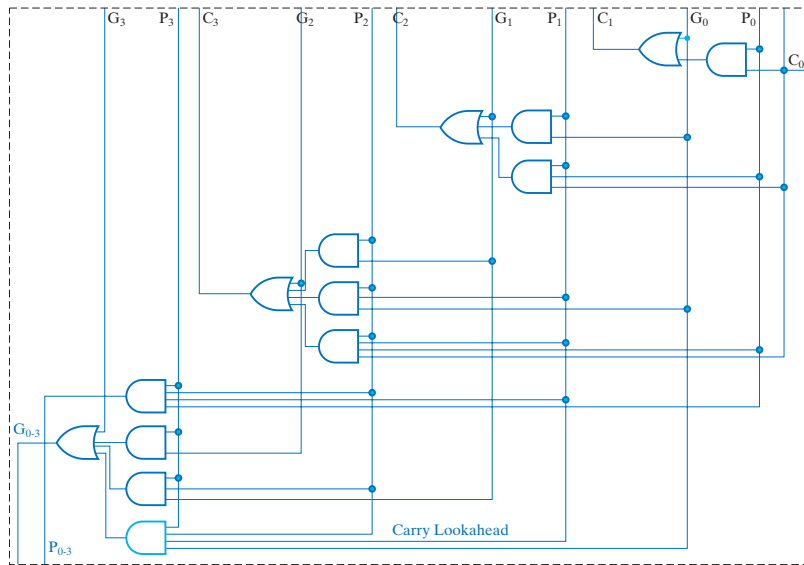 G3 P3 C3 G2 P2 C2 G1 P1 C1 G0 P0
C0
G0-3
Carry Lookahead
P0-3